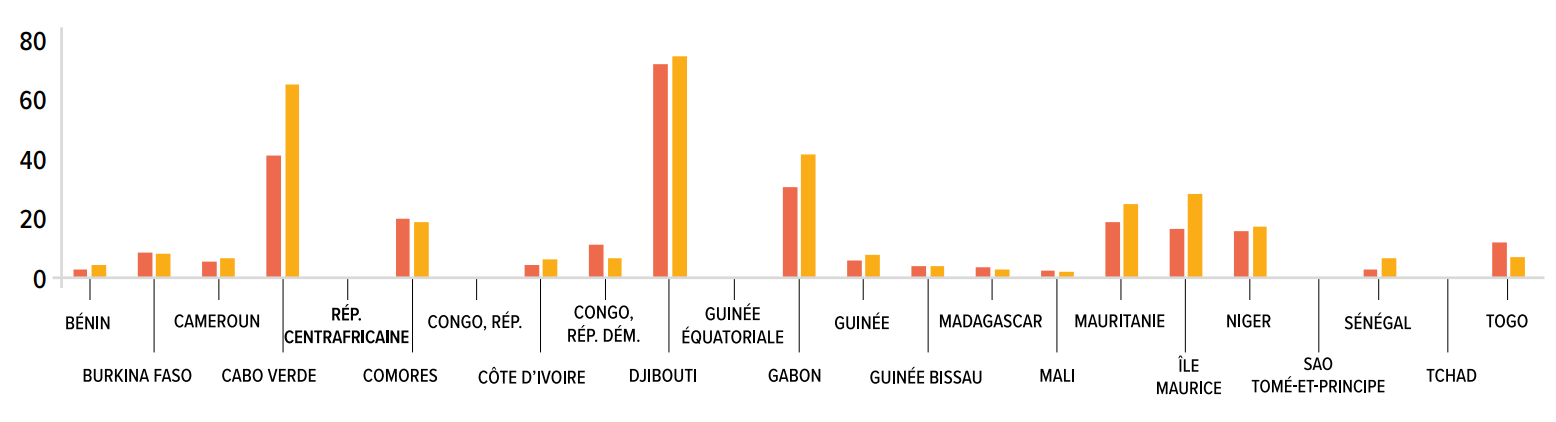 80
60
40
20
0
BÉNIN
CAMEROUN
RÉP.
CENTRAFRICAINE
CONGO, RÉP.
CONGO,
RÉP. DÉM.
GUINÉE
ÉQUATORIALE
GUINÉE
MADAGASCAR
MAURITANIE
NIGER
SÉNÉGAL
TOGO
BURKINA FASO
CABO VERDE
COMORES
CÔTE D’IVOIRE
DJIBOUTI
GABON
GUINÉE BISSAU
MALI
ÎLE
MAURICE
SAO
TOMÉ-ET-PRINCIPE
TCHAD